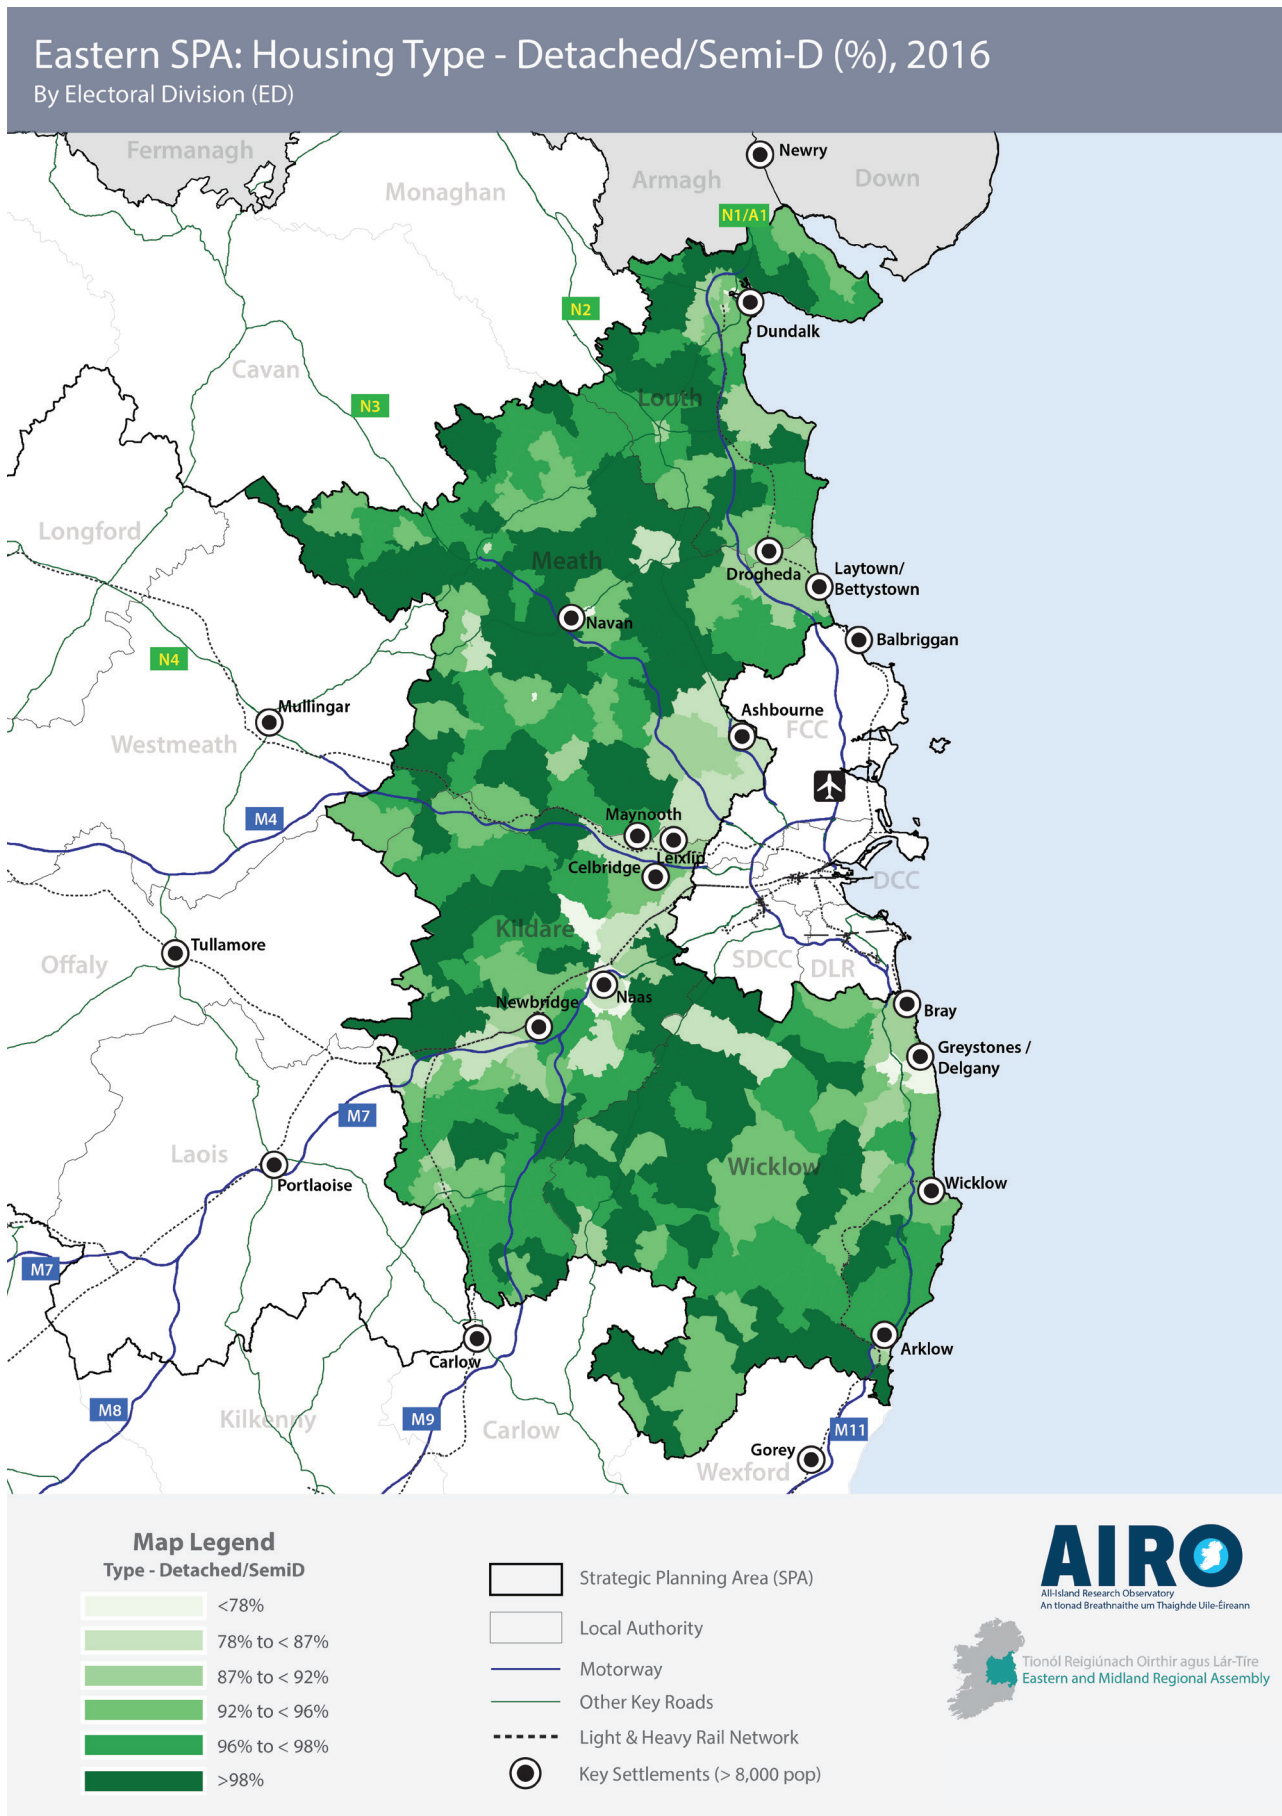 Eastern SPA: Housing Type - Detached/Semi-D (%), 2016
By Electoral Division (ED)
Fermanagh
Monaghan
Armagh
Newry
Down
N1/A1
N2
Dundalk
Cavan
N3
Louth
Longford
Meath
Drogheda
Laytown/
Bettystown
Navan
Balbriggan
N4
Mullingar
Westmeath
Ashbourne
FCC
M4
Maynooth
Leixlip
Celbridge
DCC
Kildare
Tullamore
Offaly
SDCC
DLR
Newbridge
Naas
Bray
Greystones /
Delgany
M7
Laois
Wicklow
Portlaoise
Wicklow
M7
Carlow
Arklow
M8
Kilkenny
M9
Carlow
M11
Gorey
Wexford
Map Legend
Type - Detached/SemiD
<78%
78% to < 87%
87% to < 92%
92% to < 96%
96% to < 98%
>98%
Strategic Planning Area (SPA)
Local Authority
Motorway
Other Key Roads
Light & Heavy Rail Network
Key Settlements (> 8,000 pop)
AIRO
All-Island Research Observatory
An tIonad Breathnaithe um Thaighde Uile-Éireann
Tionól Reigiúnach Oirthir agus Lár-Tíre
Eastern and Midland Regional Assembly